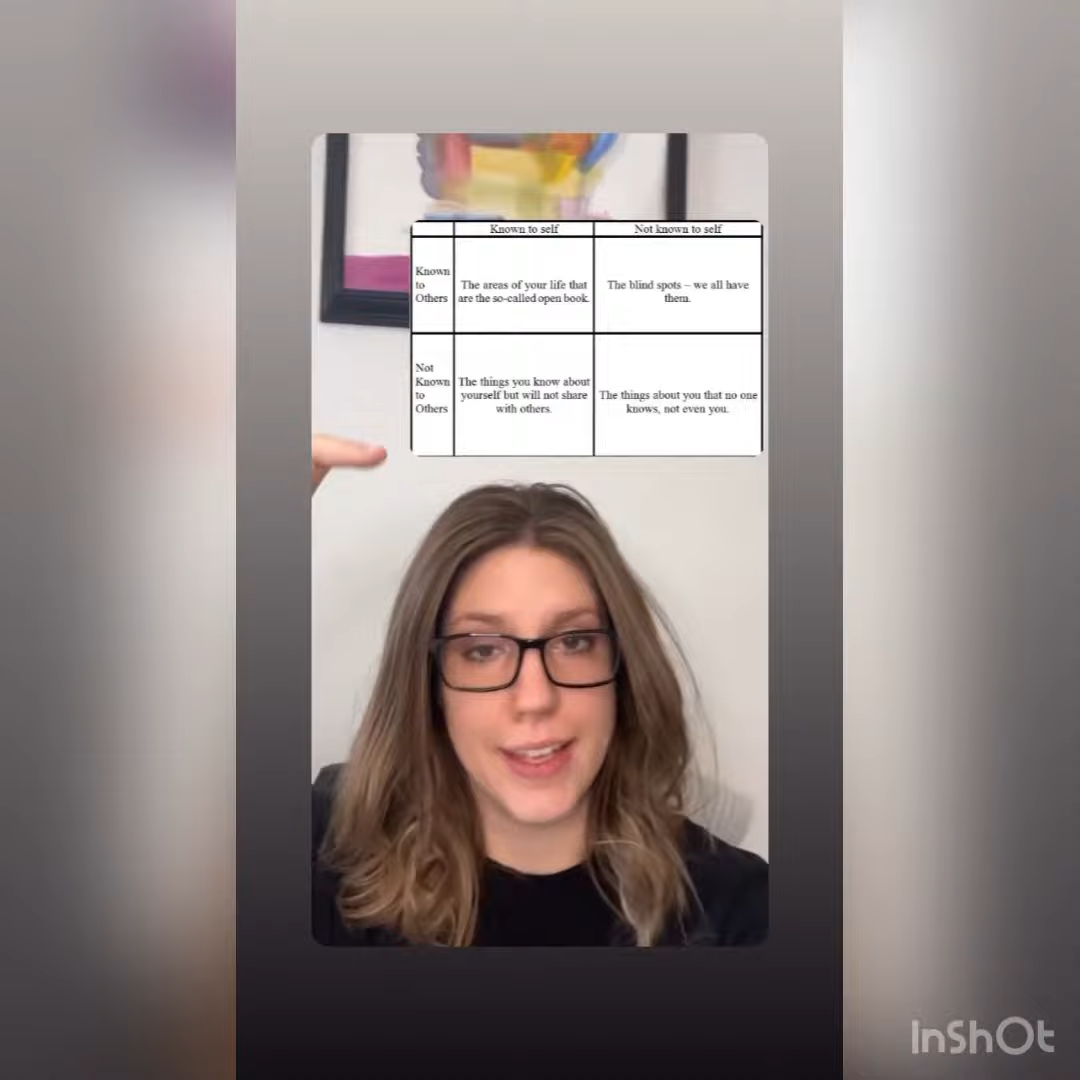 Known to self
Not known to self
Known
to
Others
The areas of your life that
are the so-called open book.
The blind spots – we all have
them.
Not
Known
to
Others
The things you know about
yourself but will not share
with others.
The things about you that no one
knows, not even you.
InShOt